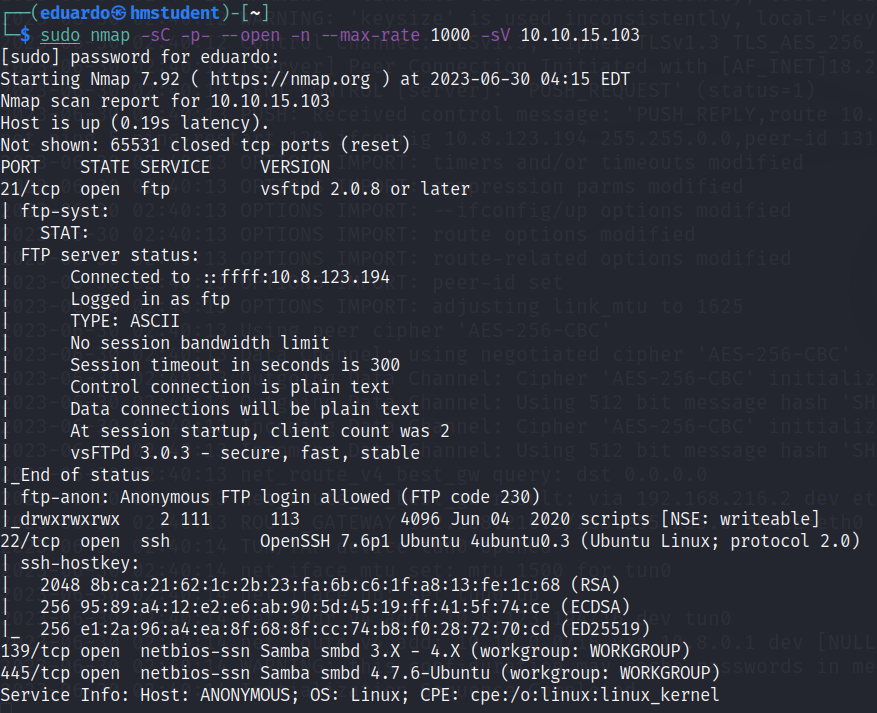 ┌──(eduardo㉿hmstudent)-[~]
└─$ sudo nmap -sC -p- --open -n --max-rate 1000 -sV 10.10.15.103
[sudo] password for eduardo:
Starting Nmap 7.92 ( https://nmap.org ) at 2023-06-30 04:15 EDT
Nmap scan report for 10.10.15.103
Host is up (0.19s latency).
Not shown: 65531 closed tcp ports (reset)
PORT    STATE SERVICE     VERSION
21/tcp  open  ftp         vsftpd 2.0.8 or later
| ftp-syst:
|   STAT:
| FTP server status:
|      Connected to ::ffff:10.8.123.194
|      Logged in as ftp
|      TYPE: ASCII
|      No session bandwidth limit
|      Session timeout in seconds is 300
|      Control connection is plain text
|      Data connections will be plain text
|      At session startup, client count was 2
|      vsFTPd 3.0.3 - secure, fast, stable
|_End of status
| ftp-anon: Anonymous FTP login allowed (FTP code 230)
|_drwxrwxrwx    2 111      113          4096 Jun 04  2020 scripts [NSE: writeable]
22/tcp  open  ssh         OpenSSH 7.6p1 Ubuntu 4ubuntu0.3 (Ubuntu Linux; protocol 2.0)
| ssh-hostkey:
|   2048 8b:ca:21:62:1c:2b:23:fa:6b:c6:1f:a8:13:fe:1c:68 (RSA)
|   256 95:89:a4:12:e2:e6:ab:90:5d:45:19:ff:41:5f:74:ce (ECDSA)
|_  256 e1:2a:96:a4:ea:8f:68:8f:cc:74:b8:f0:28:72:70:cd (ED25519)
139/tcp open  netbios-ssn Samba smbd 3.X - 4.X (workgroup: WORKGROUP)
445/tcp open  netbios-ssn Samba smbd 4.7.6-Ubuntu (workgroup: WORKGROUP)
Service Info: Host: ANONYMOUS; OS: Linux; CPE: cpe:/o:linux:linux_kernel